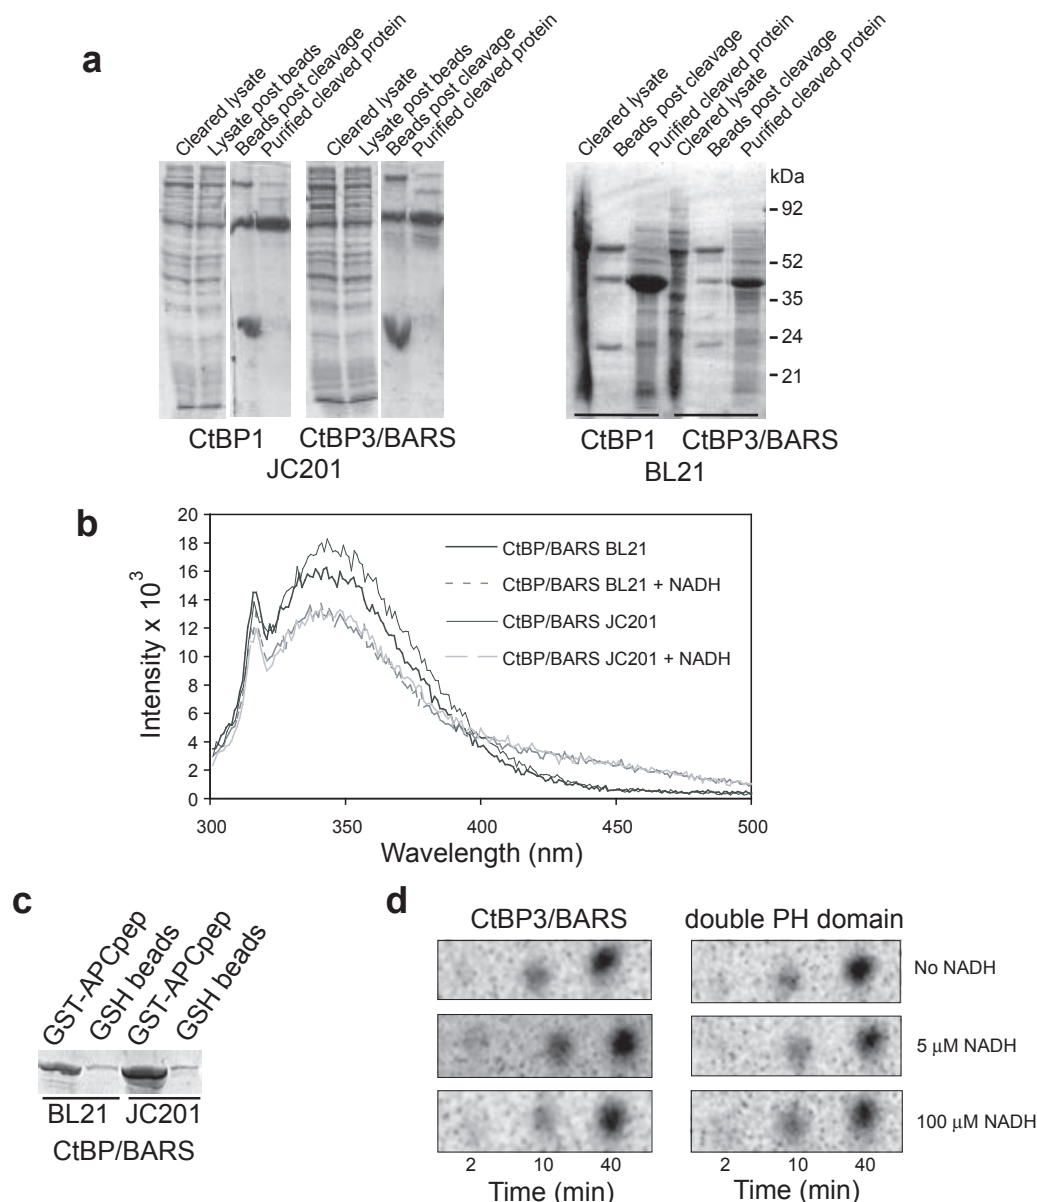 a
Cleared lysate
Lysate post beads
Beads post cleavage
Purified cleaved protein
Cleared lysate
Lysate post beads
Beads post cleavage
Purified cleaved protein
Cleared lysate
Beads post cleavage
Purified cleaved protein
Cleared lysate
Beads post cleavage
Purified cleaved protein
kDa
92
52
35
24
21
CtBP1
CtBP3/BARS
JC201
CtBP1
CtBP3/BARS
BL21
b
Intensity x 10³
20
18
16
14
12
10
8
6
4
2
0
CtBP/BARS BL21
CtBP/BARS BL21 + NADH
CtBP/BARS JC201
CtBP/BARS JC201 + NADH
300
350
400
450
500
Wavelength (nm)
c
GST-APCpep
GSH beads
GST-APCpep
GSH beads
BL21
JC201
CtBP/BARS
d
CtBP3/BARS
double PH domain
No NADH
5 µM NADH
100 µM NADH
2 10 40
Time (min)
2 10 40
Time (min)